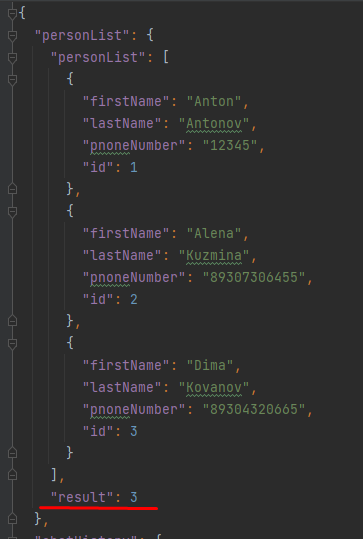 {
"personList": {
"personList": [
{
"firstName": "Anton",
"lastName": "Antonov",
"pnoneNumber": "12345",
"id": 1
},
{
"firstName": "Alena",
"lastName": "Kuzmina",
"pnoneNumber": "89307306455",
"id": 2
},
{
"firstName": "Dima",
"lastName": "Kovanov",
"pnoneNumber": "89304320665",
"id": 3
}
],
"result": 3
},
"chatHistory": {